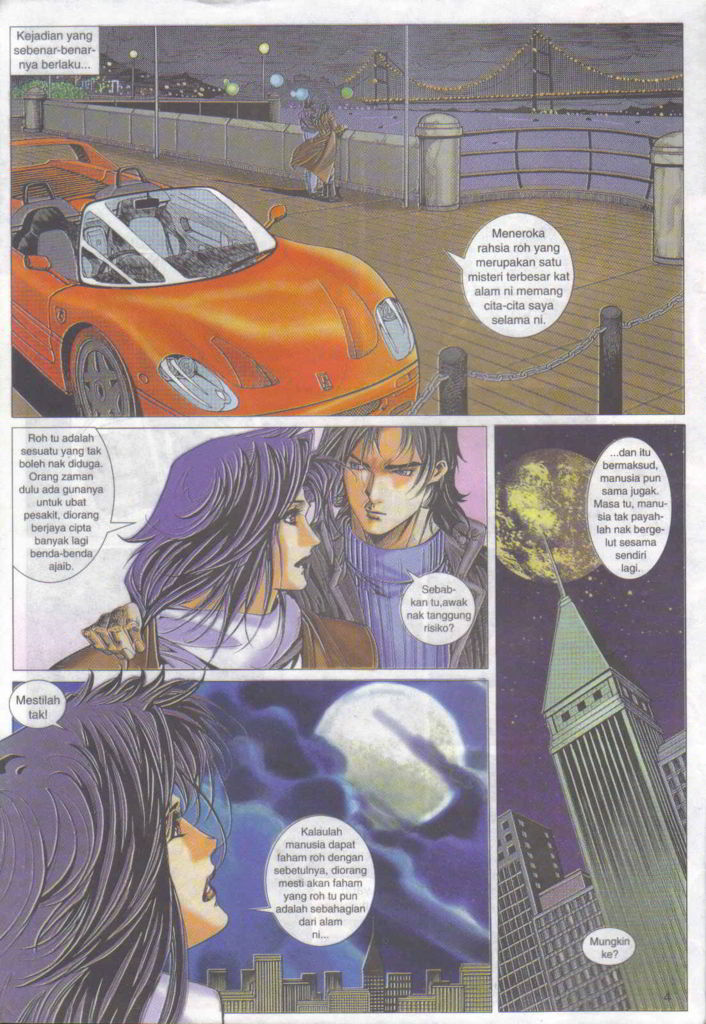 Kejadian yang
sebenar-benar-
nya berlaku...
Meneroka
rahsia roh yang
merupakan satu
misteri terbesar kat
alam ni memang
cita-cita saya
selama ni.
Roh tu adalah
sesuatu yang tak
boleh nak diduga.
Orang zaman
dulu ada gunanya
untuk ubat
pesakit, diorang
berjaya cipta
banyak lagi
benda-benda
ajaib.
Sebab-
kan tu,awak
nak tanggung
risiko?
Mestilah
tak!
Kalaulah
manusia dapat
faham roh dengan
sebetulnya, diorang
mesti akan faham
yang roh tu pun
adalah sebahagian
dari alam
ni...
...dan itu
bermaksud,
manusia pun
sama jugak.
Masa tu, manu-
sia tak payah-
lah nak berge-
lut sesama
sendiri
lagi.
Mungkin
ke?
4